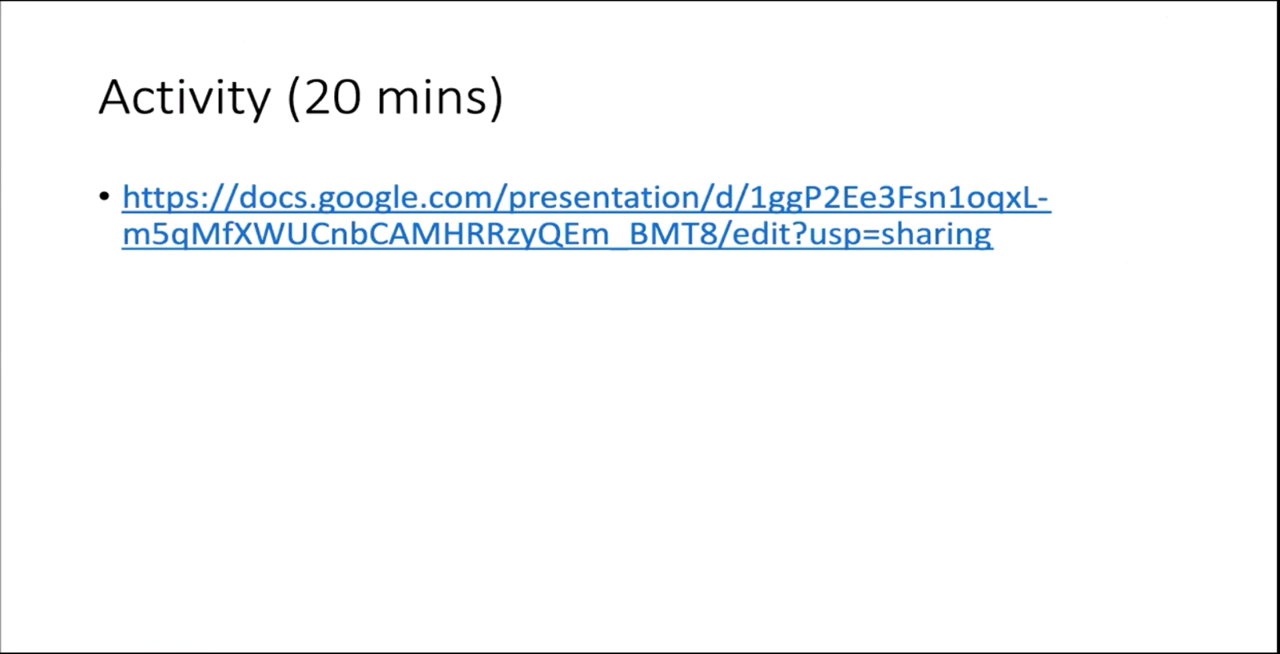 Activity (20 mins)
• https://docs.google.com/presentation/d/1ggP2Ee3Fsn1oqxL-
m5qMfXWUCnbCAMHRRzyQEm_BMT8/edit?usp=sharing